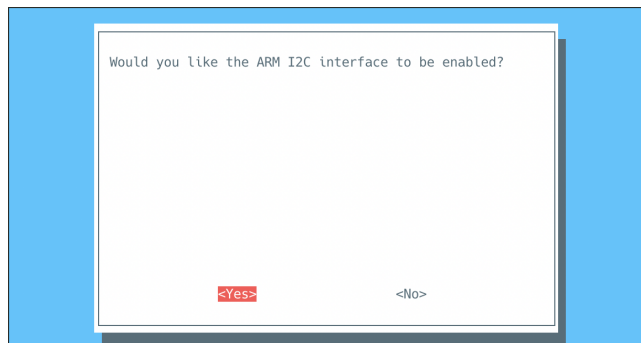 Would you like the ARM I2C interface to be enabled?
<Yes> <No>